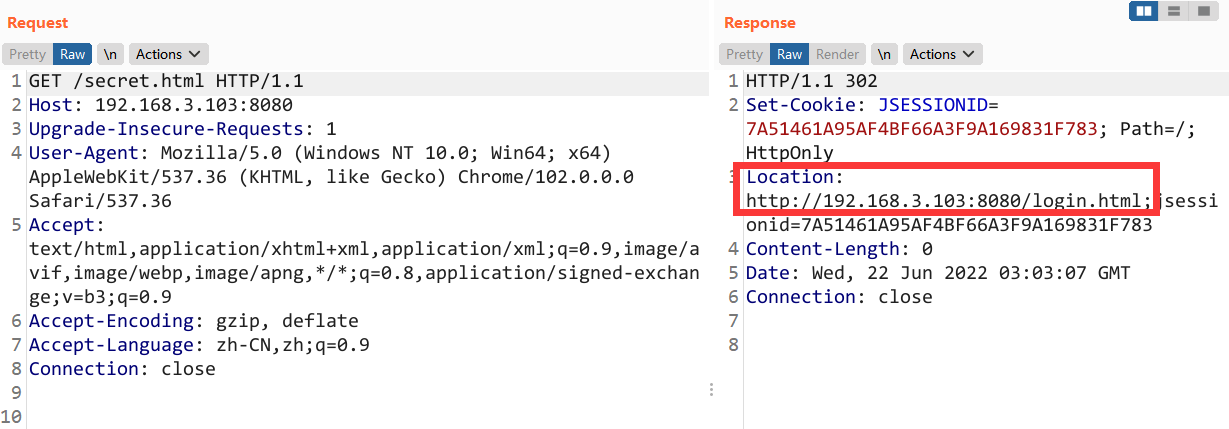 Request
Pretty Raw \n Actions
1 GET /secret.html HTTP/1.1
2 Host: 192.168.3.103:8080
3 Upgrade-Insecure-Requests: 1
4 User-Agent: Mozilla/5.0 (Windows NT 10.0; Win64; x64)
AppleWebKit/537.36 (KHTML, like Gecko) Chrome/102.0.0.0
Safari/537.36
5 Accept:
text/html,application/xhtml+xml,application/xml;q=0.9,image/a
vif,image/webp,image/apng,*/*;q=0.8,application/signed-exchan
ge;v=b3;q=0.9
6 Accept-Encoding: gzip, deflate
7 Accept-Language: zh-CN,zh;q=0.9
8 Connection: close
9
10
Response
Pretty Raw Render \n Actions
1 HTTP/1.1 302
2 Set-Cookie: JSESSIONID=
7A51461A95AF4BF66A3F9A169831F783; Path=/;
HttpOnly
3 Location:
http://192.168.3.103:8080/login.html;jsessi
onid=7A51461A95AF4BF66A3F9A169831F783
4 Content-Length: 0
5 Date: Wed, 22 Jun 2022 03:03:07 GMT
6 Connection: close
7
8